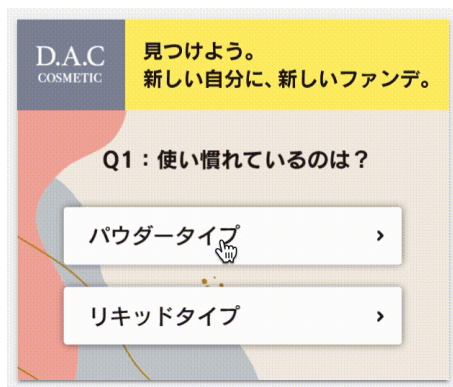 D.A.C
COSMETIC
見つけよう。
新しい自分に、新しいファンデ。
Q1：使い慣れているのは？
パウダータイプ
リキッドタイプ